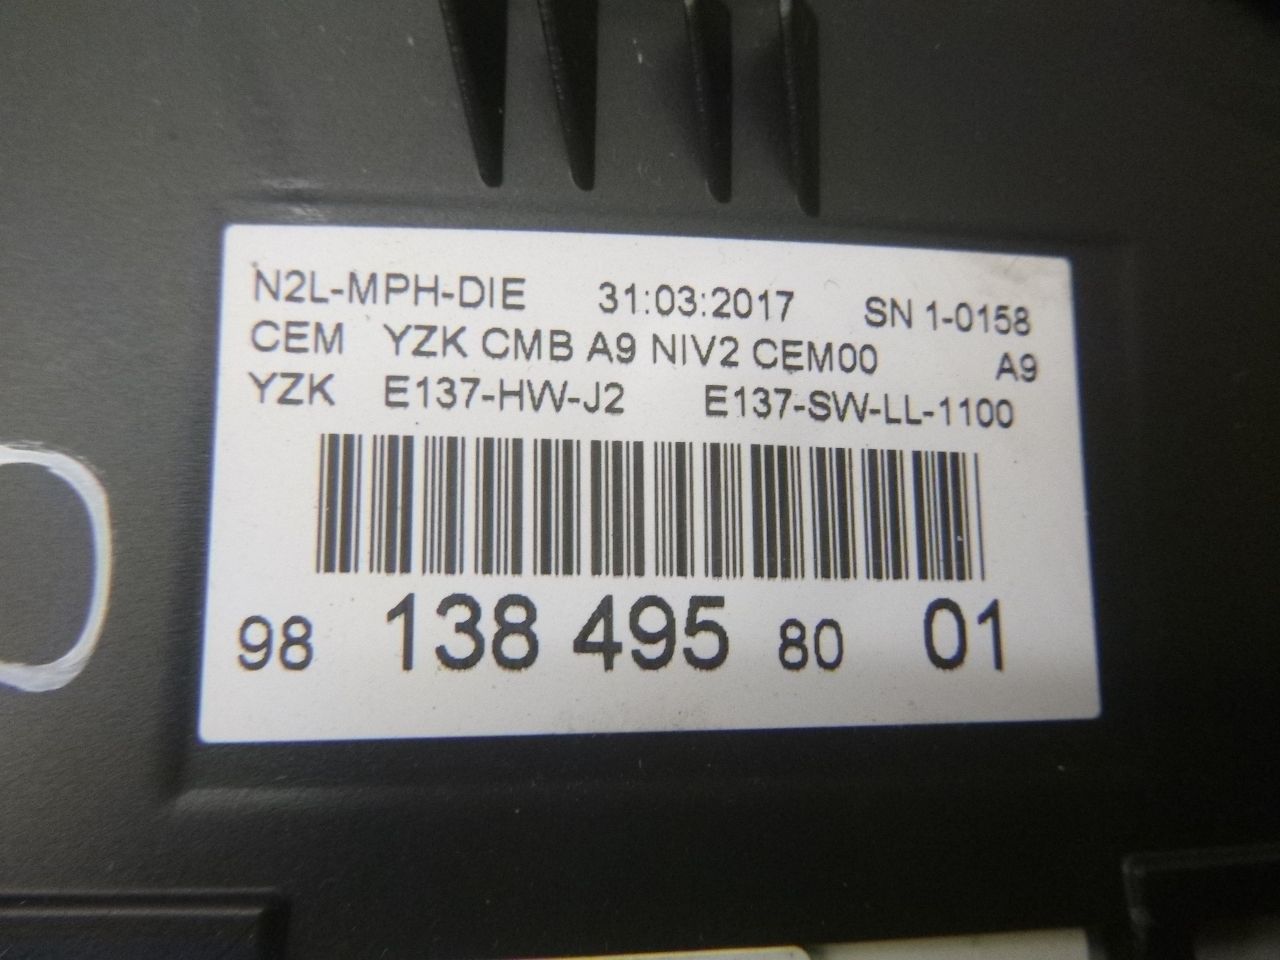 N2L-MPH-DIE 31:03:2017 SN 1-0158
CEM YZK CMB A9 NIV2 CEM00 A9
YZK E137-HW-J2 E137-SW-LL-1100
98 138 495 80 01